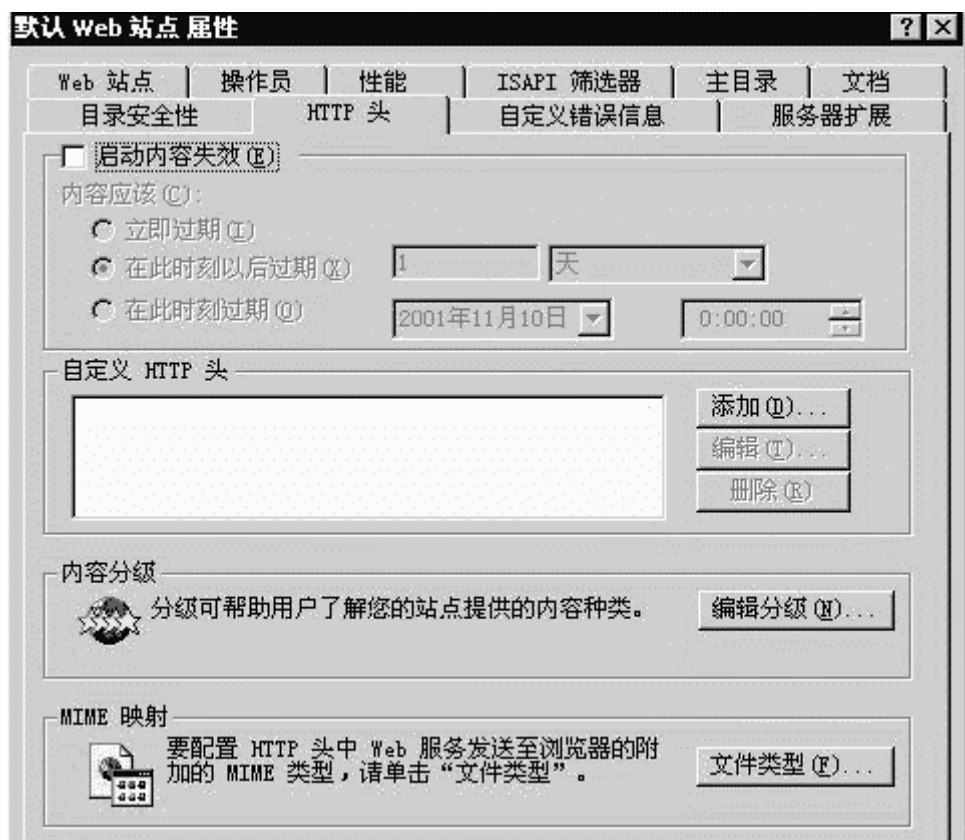 默认 Web 站点 属性
Web 站点 操作员 性能 ISAPI 筛选器 主目录 文档
目录安全性 HTTP 头 自定义错误信息 服务器扩展
启动内容失效(E)
内容应该(C):
立即过期(I)
在此时刻以后过期(X) 1 天
在此时刻过期(O) 2001年11月10日 0:00:00
自定义 HTTP 头
添加(D)...
编辑(T)...
删除(R)
内容分级
分级可帮助用户了解您的站点提供的内容种类。 编辑分级(N)...
MIME 映射
要配置 HTTP 头中 Web 服务发送至浏览器的附
加的 MIME 类型,请单击“文件类型”。 文件类型(F)...